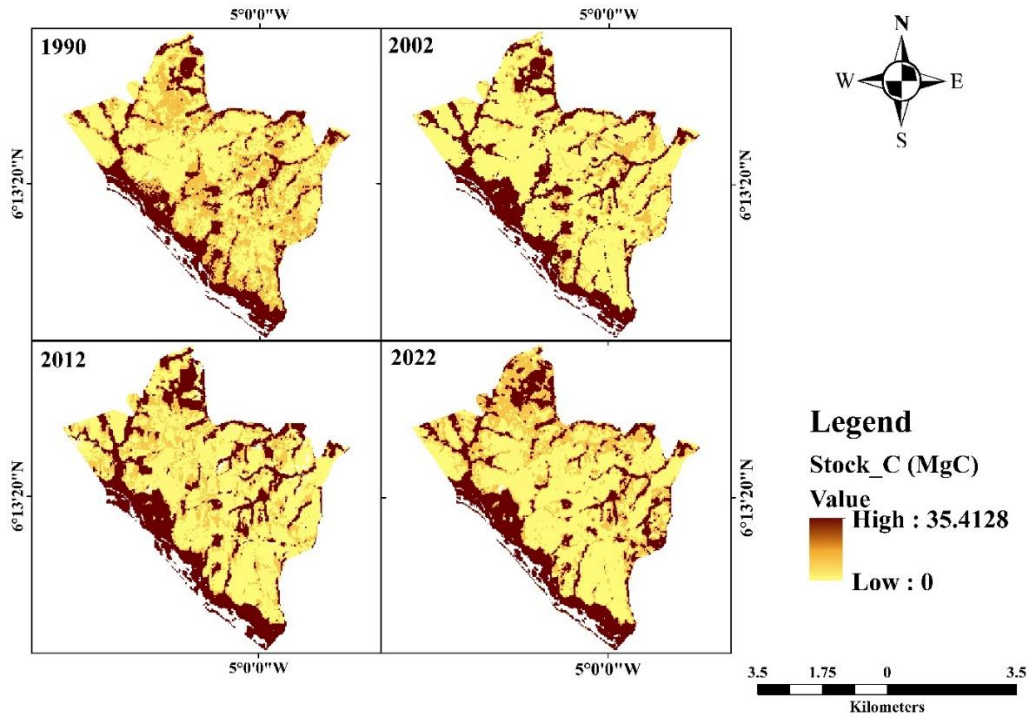 5°0'0"W
5°0'0"W
1990
2002
6°13'20"N
6°13'20"N
2012
2022
6°13'20"N
6°13'20"N
5°0'0"W
5°0'0"W
N
W
E
S
Legend
Stock_C (MgC)
Value
High : 35.4128
Low : 0
3.5 1.75 0 3.5
Kilometers